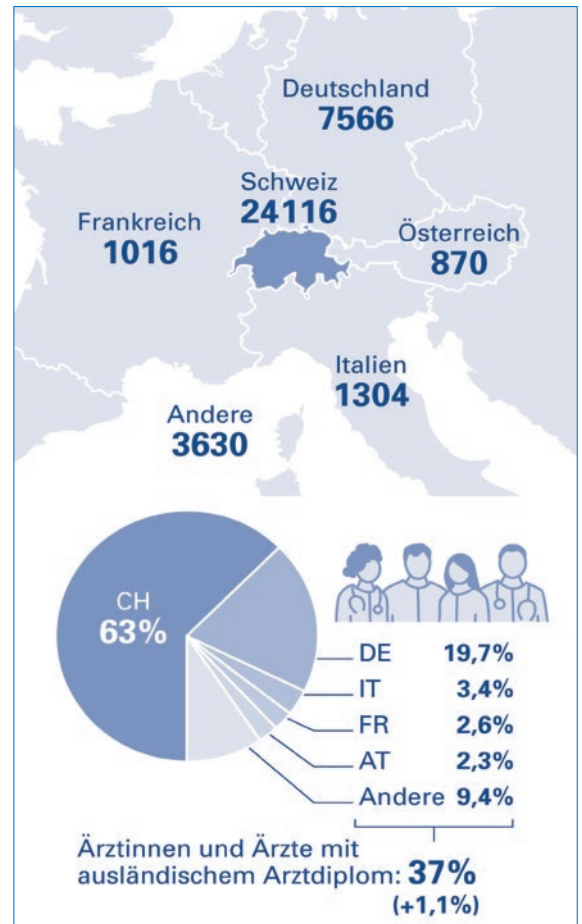 Deutschland
7566
Schweiz
24116
Frankreich
1016
Österreich
870
Italien
1304
Andere
3630
CH
63%
DE 19,7%
IT 3,4%
FR 2,6%
AT 2,3%
Andere 9,4%
Ärztinnen und Ärzte mit
ausländischem Arztdiplom: 37%
(+1,1%)